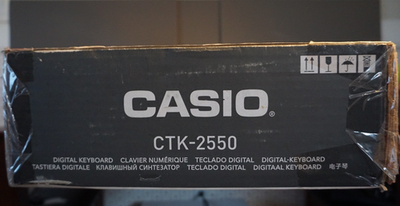 CASIO®
CTK-2550
DIGITAL KEYBOARD CLAVIER NUMÉRIQUE TECLADO DIGITAL DIGITAL-KEYBOARD
TASTIERA DIGITALE КЛАВИШНЫЙ СИНТЕЗАТОР TECLADO DIGITAL DIGITAAL KEYBOARD 电子琴